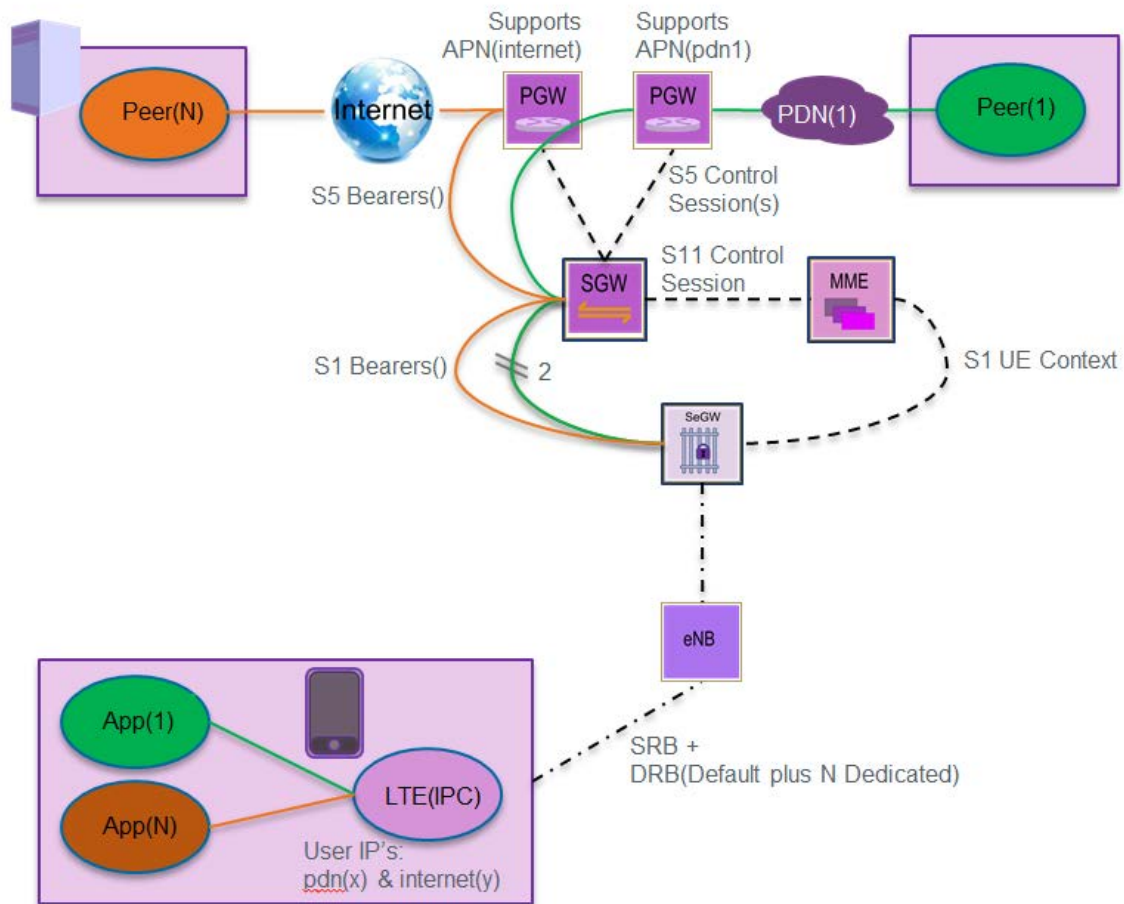 Supports
APN(internet)
Supports
APN(pdn1)
Peer(N)
Internet
PGW
PGW
PDN(1)
Peer(1)
S5 Bearers()
S5 Control
Session(s)
SGW
S11 Control
Session
MME
S1 Bearers()
2
S1 UE Context
SeGW
eNB
App(1)
App(N)
LTE(IPC)
SRB +
DRB(Default plus N Dedicated)
User IP's:
pdn(x) & internet(y)